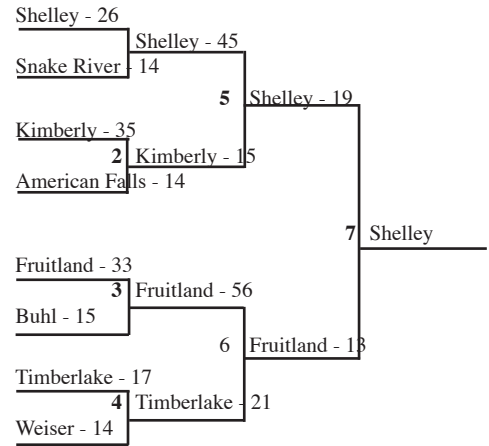 Shelley - 26
Shelley - 45
Snake River - 14
5 Shelley - 19
Kimberly - 35
2 Kimberly - 15
American Falls - 14
7 Shelley
Fruitland - 33
3 Fruitland - 56
Buhl - 15
6 Fruitland - 13
Timberlake - 17
4 Timberlake - 21
Weiser - 14